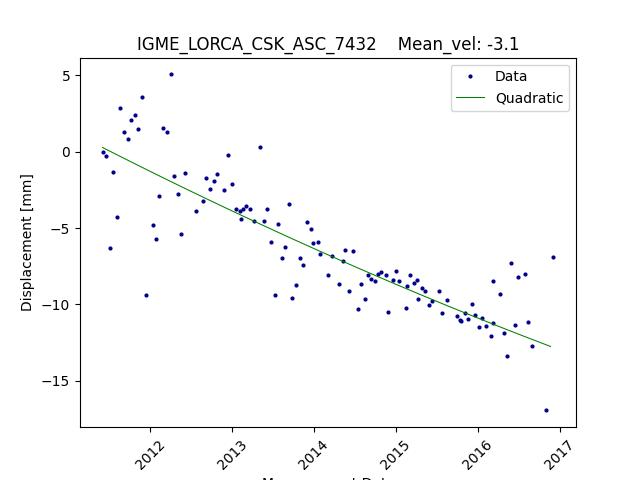 IGME_LORCA_CSK_ASC_7432    Mean_vel: -3.1
Data
Quadratic
Displacement [mm]
5
0
−5
−10
−15
2012
2013
2014
2015
2016
2017